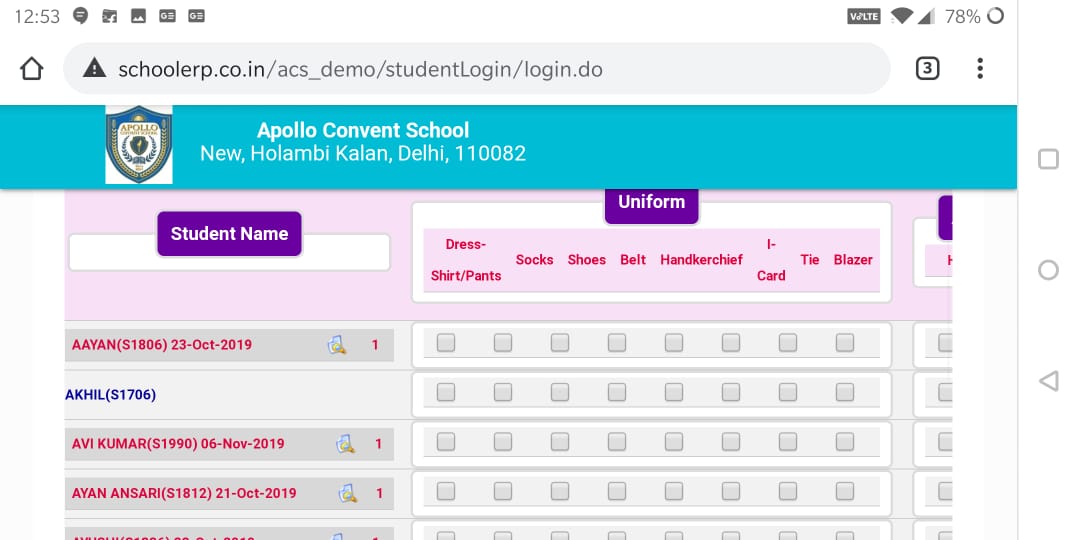 12:53 VoLTE 78%
schoolerp.co.in/acs_demo/studentLogin/login.do 3
APOLLO
Apollo Convent School
New, Holambi Kalan, Delhi, 110082
Student Name
Uniform
Dress-
Shirt/Pants
Socks
Shoes
Belt
Handkerchief
I-
Card
Tie
Blazer
H
AAYAN(S1806) 23-Oct-2019 1
AKHIL(S1706)
AVI KUMAR(S1990) 06-Nov-2019 1
AYAN ANSARI(S1812) 21-Oct-2019 1